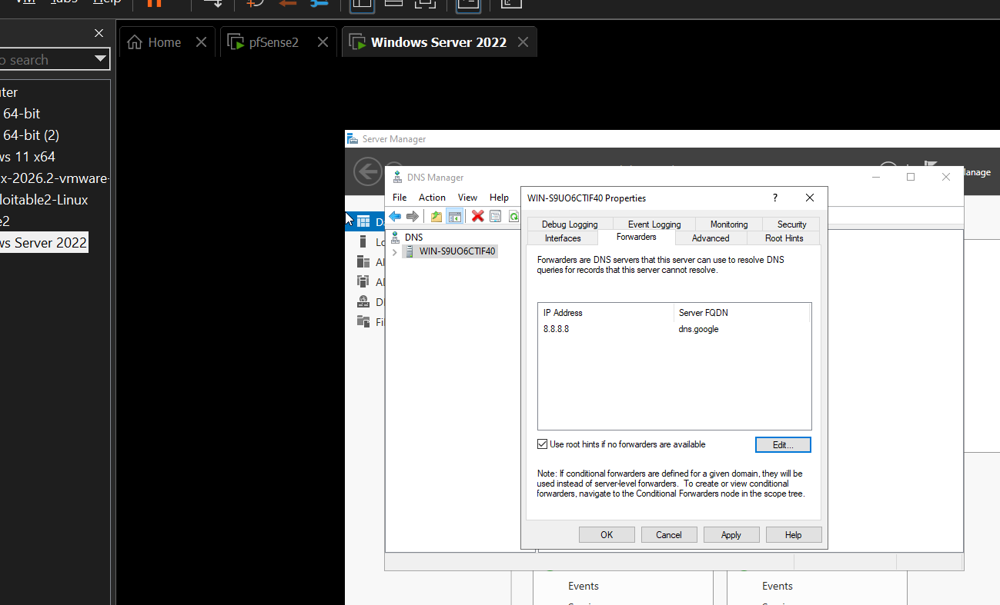 VM Tabs Help
Home
pfSense2
Windows Server 2022
o search
uter
64-bit
64-bit (2)
ws 11 x64
x-2026.2-vmware-
loitable2-Linux
e2
ws Server 2022
Server Manager
anage
DNS Manager
File Action View Help
DNS
WIN-S9UO6CTIF40
WIN-S9UO6CTIF40 Properties
?
Debug Logging Event Logging Monitoring Security
Interfaces Forwarders Advanced Root Hints
Forwarders are DNS servers that this server can use to resolve DNS
queries for records that this server cannot resolve.
IP Address Server FQDN
8.8.8.8 dns.google
Use root hints if no forwarders are available
Edit...
Note: If conditional forwarders are defined for a given domain, they will be
used instead of server-level forwarders. To create or view conditional
forwarders, navigate to the Conditional Forwarders node in the scope tree.
OK Cancel Apply Help
Events
Events